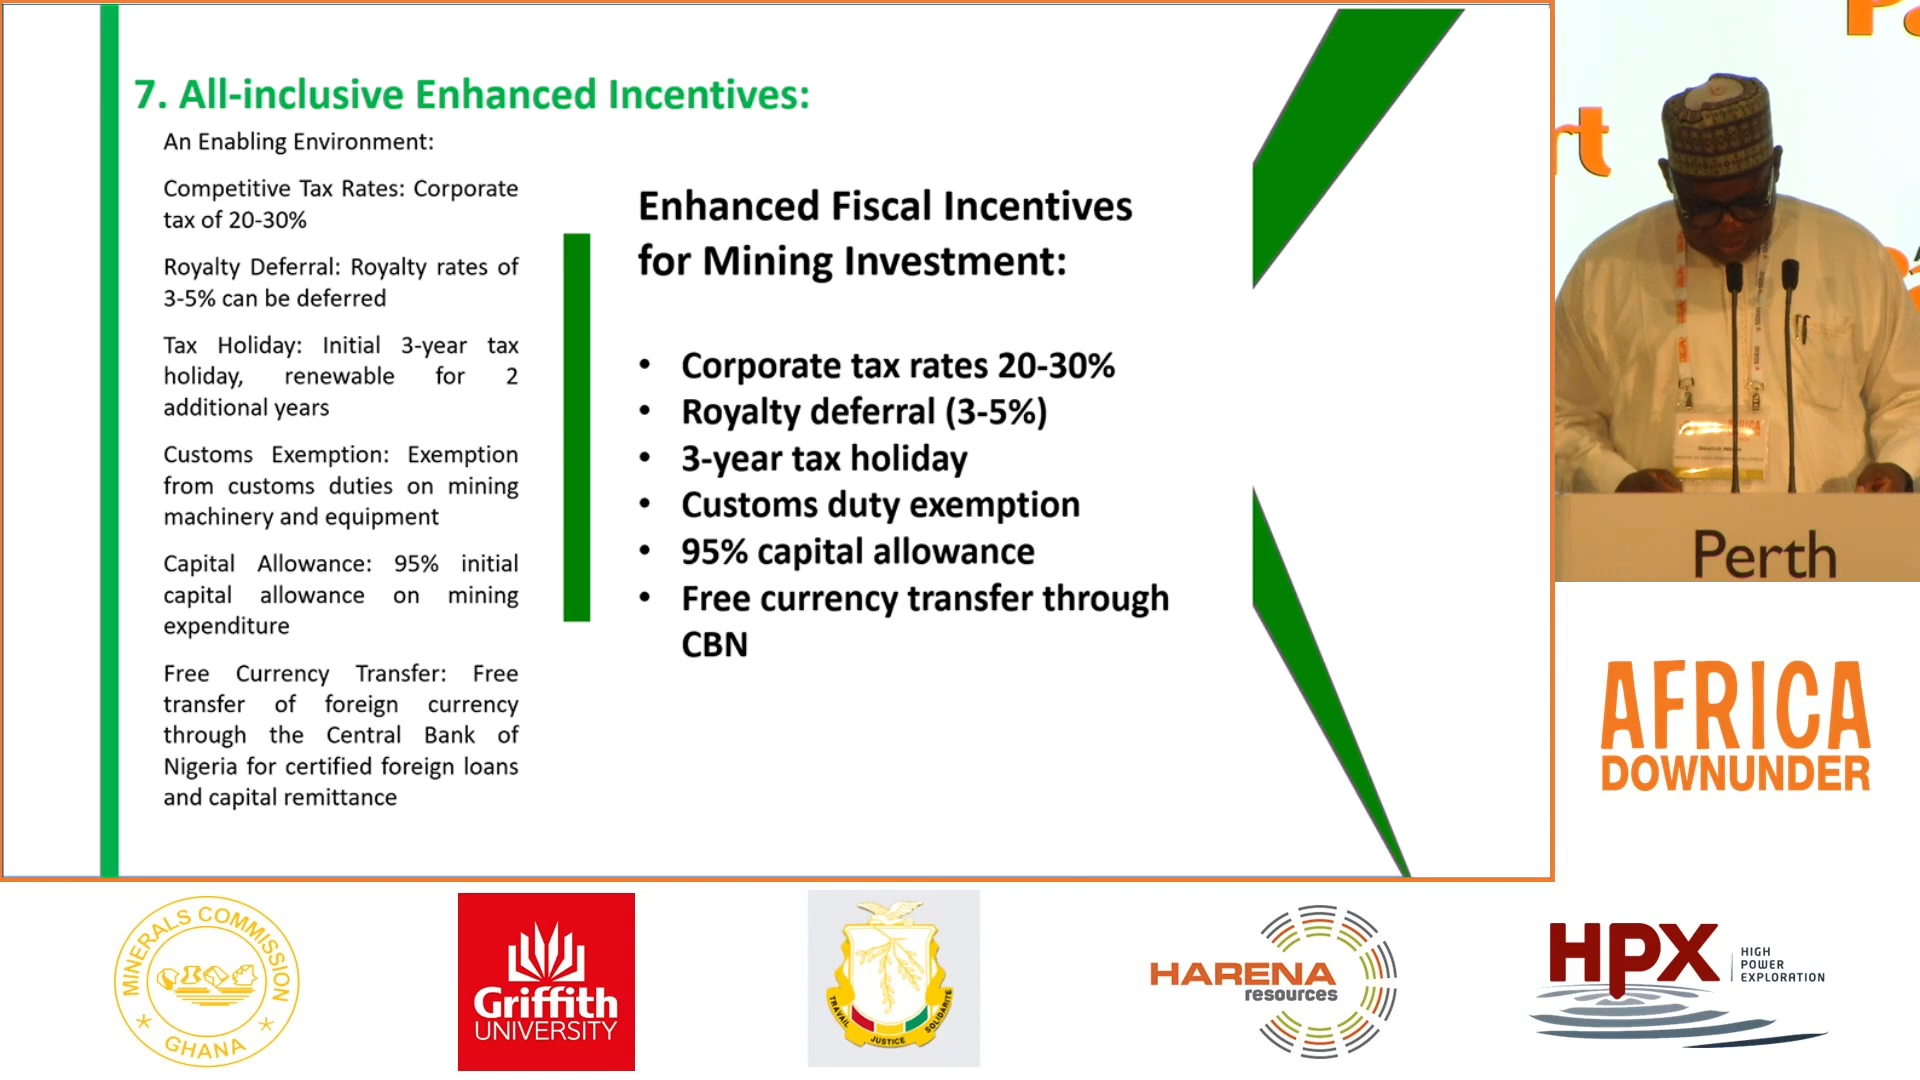 7. All-inclusive Enhanced Incentives:
An Enabling Environment:
Competitive Tax Rates: Corporate
tax of 20-30%
Royalty Deferral: Royalty rates of
3-5% can be deferred
Tax Holiday: Initial 3-year tax
holiday, renewable for 2
additional years
Customs Exemption: Exemption
from customs duties on mining
machinery and equipment
Capital Allowance: 95% initial
capital allowance on mining
expenditure
Free Currency Transfer: Free
transfer of foreign currency
through the Central Bank of
Nigeria for certified foreign loans
and capital remittance
Enhanced Fiscal Incentives
for Mining Investment:
• Corporate tax rates 20-30%
• Royalty deferral (3-5%)
• 3-year tax holiday
• Customs duty exemption
• 95% capital allowance
• Free currency transfer through
CBN
Perth
AFRICA
DOWNUNDER
MINERALS COMMISSION
GHANA
Griffith
UNIVERSITY
TRAVAIL
JUSTICE
SOLIDARITE
HARENA
resources
HPX
HIGH
POWER
EXPLORATION